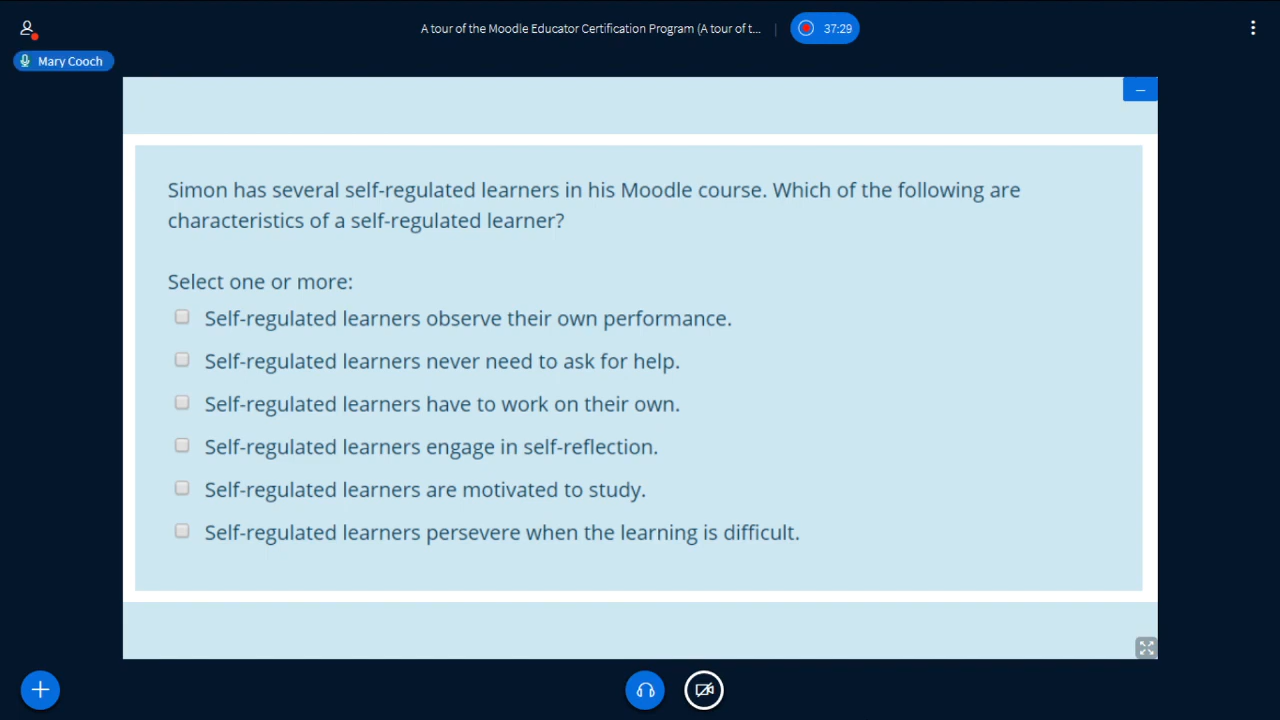 A tour of the Moodle Educator Certification Program (A tour of t...
37:29
Mary Cooch
Simon has several self-regulated learners in his Moodle course. Which of the following are
characteristics of a self-regulated learner?
Select one or more:
Self-regulated learners observe their own performance.
Self-regulated learners never need to ask for help.
Self-regulated learners have to work on their own.
Self-regulated learners engage in self-reflection.
Self-regulated learners are motivated to study.
Self-regulated learners persevere when the learning is difficult.